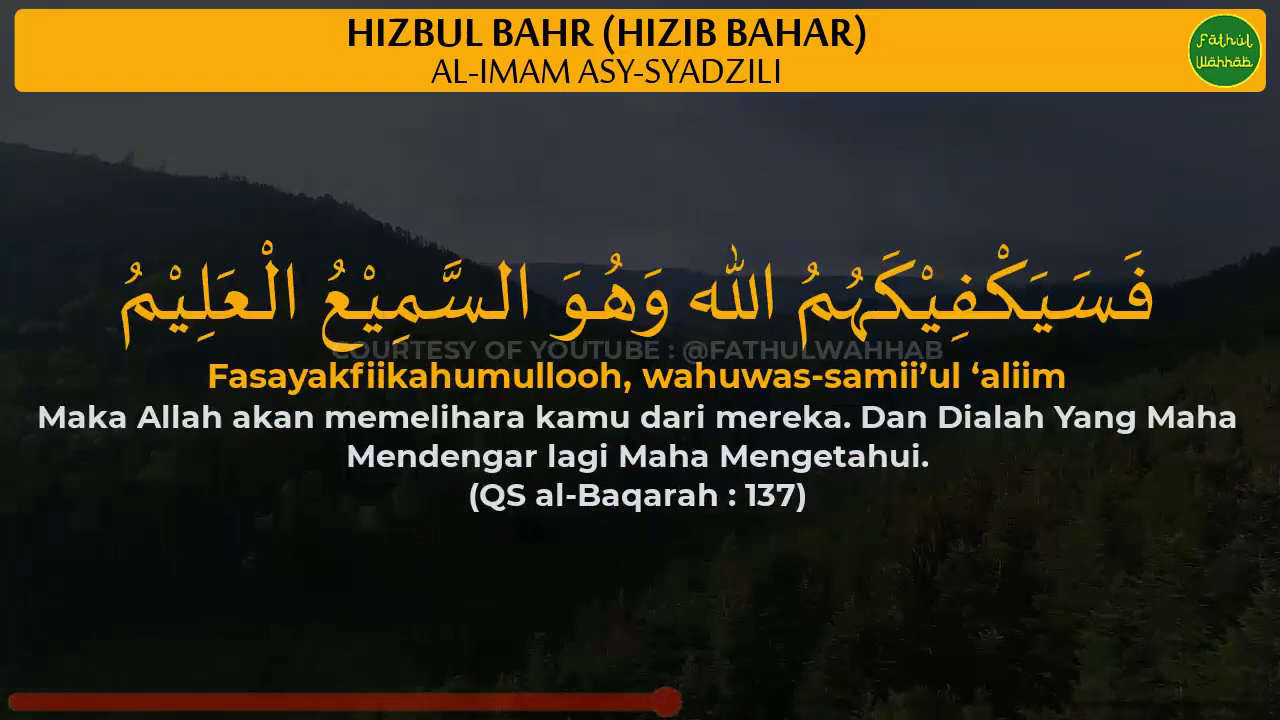 HIZBUL BAHR (HIZIB BAHAR)
AL-IMAM ASY-SYADZILI
Fāthul
Wāhhāb
فَسَيَكْفِيْكَهُمُ اللّٰه وَهُوَ السَّمِيْعُ الْعَلِيْمُ
COURTESY OF YOUTUBE : @FATHULWAHHAB
Fasayakfiikahumullooh, wahuwas-samii’ul ‘aliim
Maka Allah akan memelihara kamu dari mereka. Dan Dialah Yang Maha
Mendengar lagi Maha Mengetahui.
(QS al-Baqarah : 137)